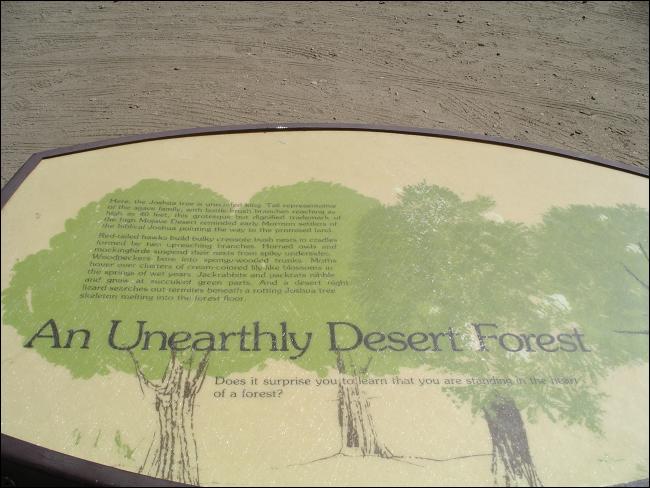 Here, the Joshua tree is unrivaled king. Tall representative
of the agave family, with bottle-brush branches reaching as
high as 40 feet, this grotesque but dignified trademark of
the high Mojave Desert reminded early Mormon settlers of
the biblical Joshua pointing the way to the promised land.
Red-tailed hawks build bulky creosote bush nests in cradles
formed by two upreaching branches. Horned owls and
mockingbirds suspend their nests from spiky undersides.
Woodpeckers bore into spongy-wooded trunks. Moths
hover over clusters of cream-colored lily-like blossoms in
the springs of wet years. Jackrabbits and packrats nibble
and gnaw at succulent green parts. And a desert night
lizard searches out termites beneath a rotting Joshua tree
skeleton melting into the forest floor.
An Unearthly Desert Forest
Does it surprise you to learn that you are standing in the heart
of a forest?